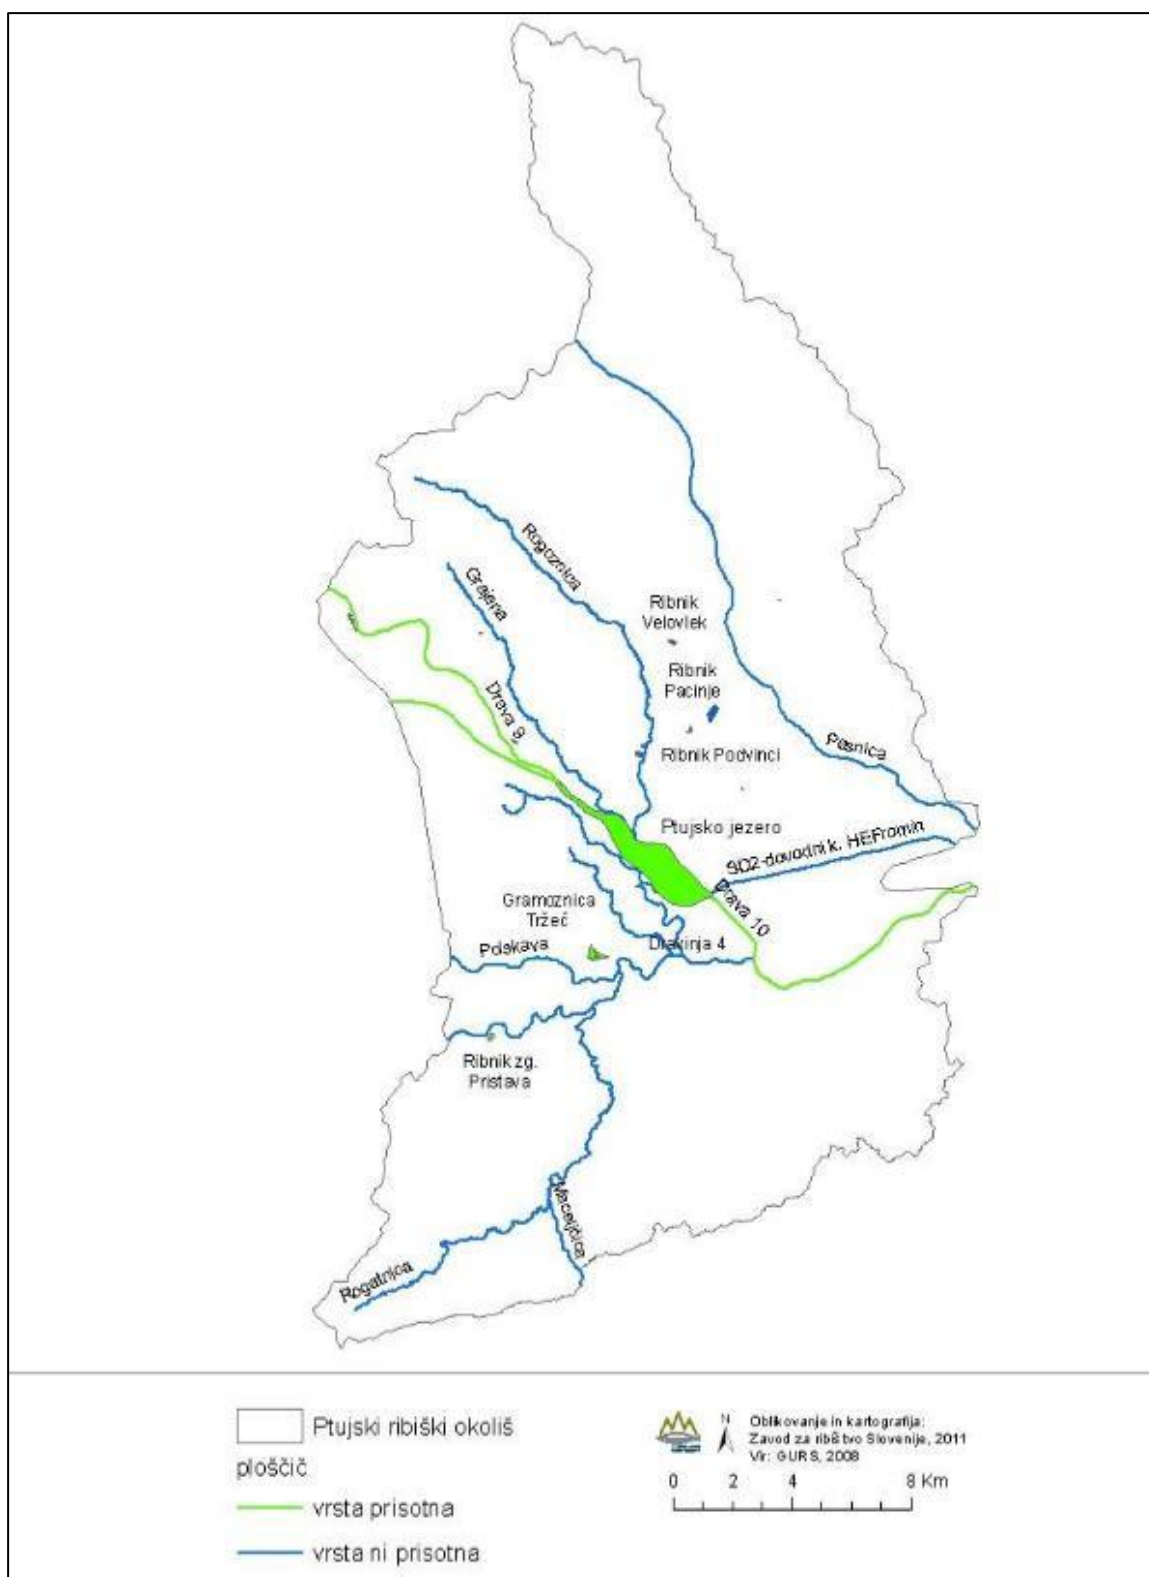 Rogoznica
Grajena
Ribnik
Velovlek
Ribnik
Pacinje
Drava 9
Pesnica
Ribnik Podvinci
Ptujsko jezero
SD2-dovodni k. HEFromin
Drava 10
Gramoznica
Tržeč
Polskava
Dravinja 4
Ribnik zg.
Pristava
Maceljčica
Rogatnica
Ptujski ribiški okoliš
ploščič
vrsta prisotna
vrsta ni prisotna
N
Oblikovanje in kartografija:
Zavod za ribištvo Slovenije, 2011
Vir: GURS, 2008
0 2 4 8 Km